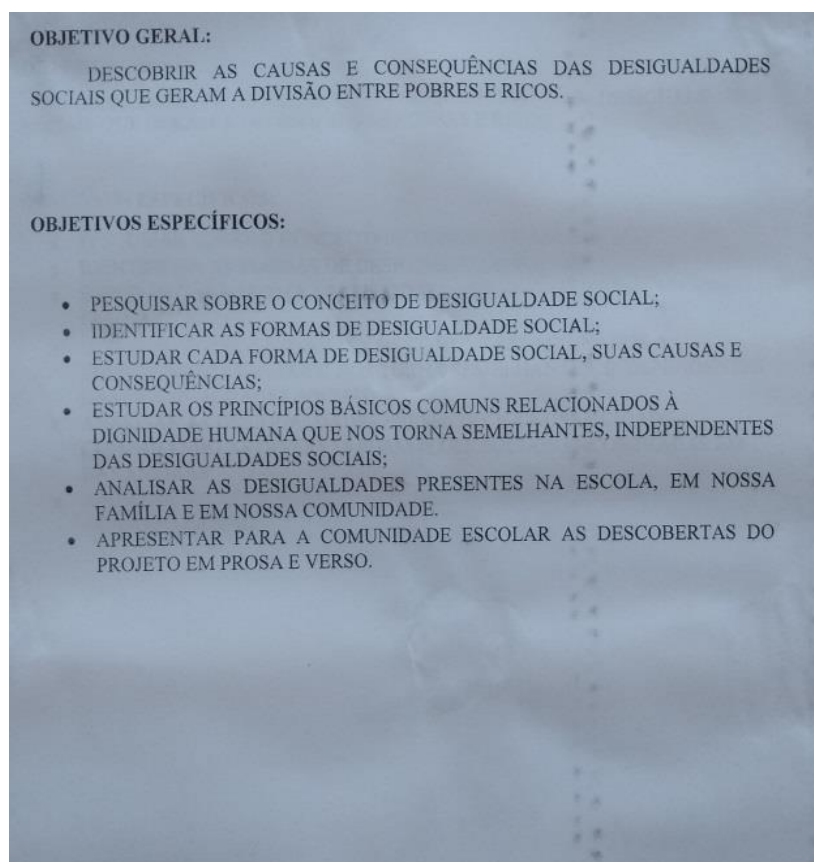 OBJETIVO GERAL:
DESCOBRIR AS CAUSAS E CONSEQUÊNCIAS DAS DESIGUALDADES
SOCIAIS QUE GERAM A DIVISÃO ENTRE POBRES E RICOS.
OBJETIVOS ESPECÍFICOS:
• PESQUISAR SOBRE O CONCEITO DE DESIGUALDADE SOCIAL;
• IDENTIFICAR AS FORMAS DE DESIGUALDADE SOCIAL;
• ESTUDAR CADA FORMA DE DESIGUALDADE SOCIAL, SUAS CAUSAS E
CONSEQUÊNCIAS;
• ESTUDAR OS PRINCÍPIOS BÁSICOS COMUNS RELACIONADOS À
DIGNIDADE HUMANA QUE NOS TORNA SEMELHANTES, INDEPENDENTES
DAS DESIGUALDADES SOCIAIS;
• ANALISAR AS DESIGUALDADES PRESENTES NA ESCOLA, EM NOSSA
FAMÍLIA E EM NOSSA COMUNIDADE.
• APRESENTAR PARA A COMUNIDADE ESCOLAR AS DESCOBERTAS DO
PROJETO EM PROSA E VERSO.